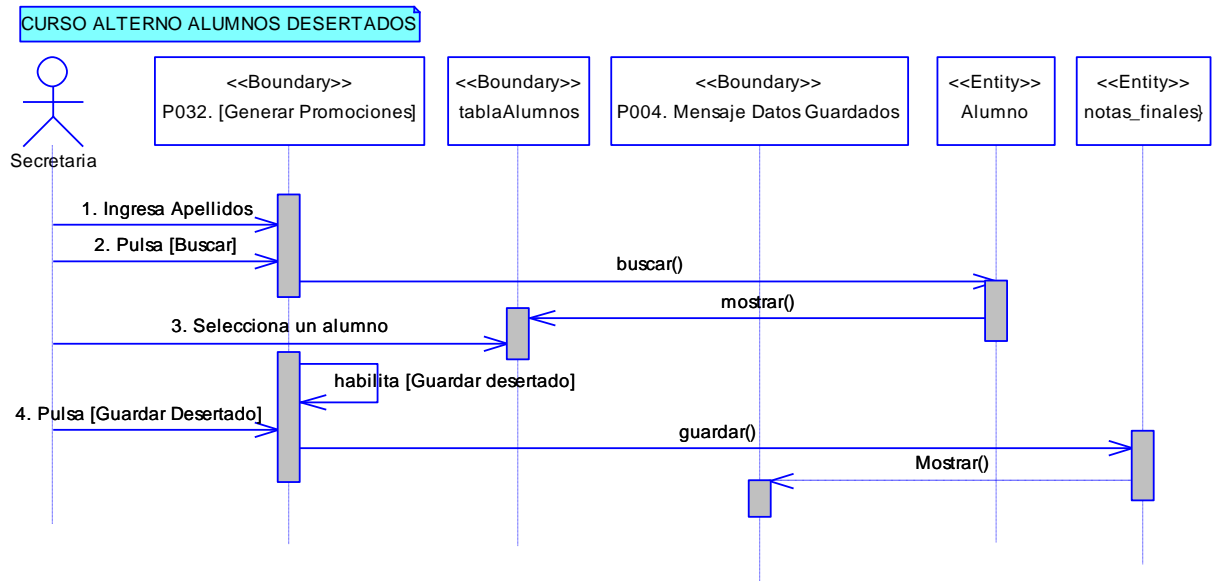 CURSO ALTERNO ALUMNOS DESERTADOS
<<Boundary>>
P032. [Generar Promociones]
<<Boundary>>
tablaAlumnos
<<Boundary>>
P004. Mensaje Datos Guardados
<<Entity>>
Alumno
<<Entity>>
notas_finales}
Secretaria
1. Ingresa Apellidos
2. Pulsa [Buscar]
buscar()
mostrar()
3. Selecciona un alumno
habilita [Guardar desertado]
4. Pulsa [Guardar Desertado]
guardar()
Mostrar()